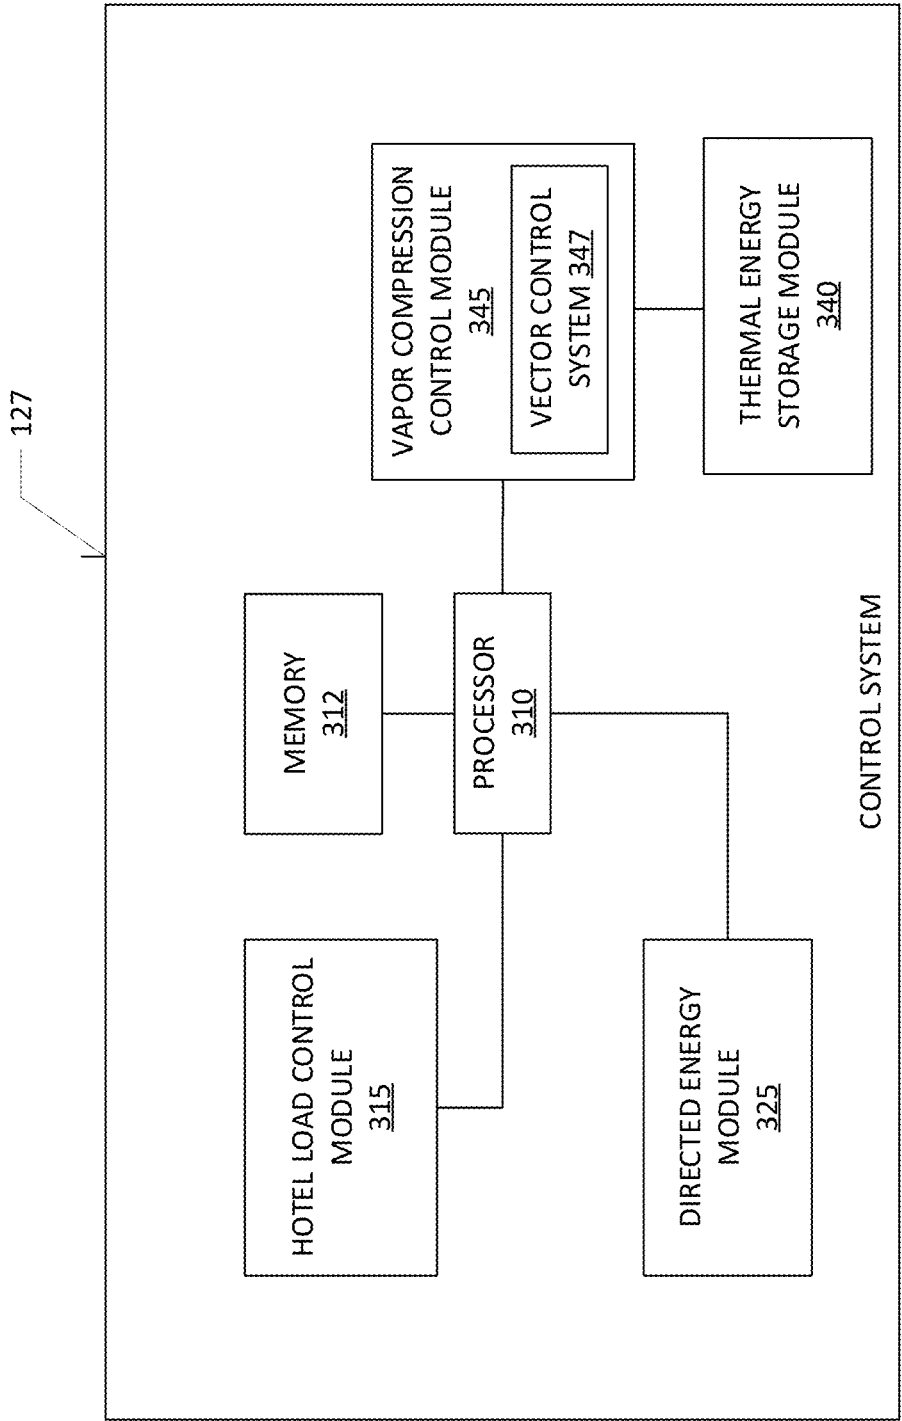 127
HOTEL LOAD CONTROL
MODULE
315
MEMORY
312
VAPOR COMPRESSION
CONTROL MODULE
345
VECTOR CONTROL
SYSTEM 347
PROCESSOR
310
DIRECTED ENERGY
MODULE
325
THERMAL ENERGY
STORAGE MODULE
340
CONTROL SYSTEM